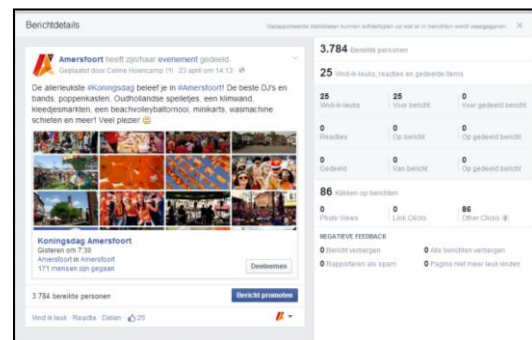 Berichtdetails
Gerapporteerde statistieken kunnen achterlopen op wat er in berichten wordt weergegeven
Amersfoort heeft zijn/haar evenement gedeeld.
Geplaatst door Celine Hoencamp [?] · 23 april om 14:13
De allerleukste #Koningsdag beleef je in #Amersfoort! De beste DJ's en
bands, poppenkasten, Oudhollandse spelletjes, een klimwand,
kleedjesmarkten, een beachvolleybaltornooi, minikarts, wasmachine
schieten en meer! Veel plezier
Koningsdag Amersfoort
Gisteren om 7:30
Amersfoort in Amersfoort
171 mensen zijn gegaan
Deelnemen
3.784 bereikte personen
Bericht promoten
Vind ik leuk · Reactie · Delen · 25
3.784 Bereikte personen
25 Vind-ik-leuks, reacties en gedeelde items
25 25 0
Vind-ik-leuks Voor bericht Voor gedeeld bericht
0 0 0
Reacties Op bericht Op gedeeld bericht
0 0 0
Gedeeld Van bericht Op gedeeld bericht
86 Klikken op berichten
0 0 86
Photo Views Link Clicks Other Clicks
NEGATIEVE FEEDBACK
0 Bericht verbergen 0 Alle berichten verbergen
0 Rapporteren als spam 0 Pagina niet meer leuk vinden